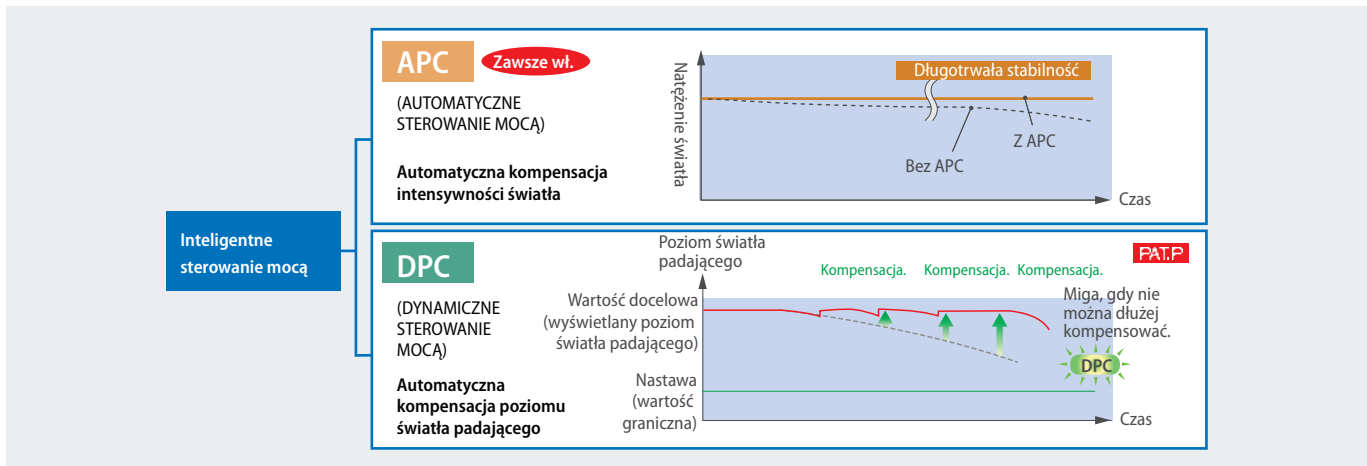 Inteligentne
sterowanie mocą
APC
Zawsze wł.
(AUTOMATYCZNE
STEROWANIE MOCĄ)
Automatyczna kompensacja
intensywności światła
Natężenie światła
Długotrwała stabilność
Z APC
Bez APC
Czas
DPC
(DYNAMICZNE
STEROWANIE
MOCĄ)
Automatyczna
kompensacja poziomu
światła padającego
Poziom światła
padającego
PAT.P
Kompensacja. Kompensacja. Kompensacja.
Wartość docelowa
(wyświetlany poziom
światła padającego)
Miga, gdy nie
można dłużej
kompensować.
DPC
Nastawa
(wartość
graniczna)
Czas